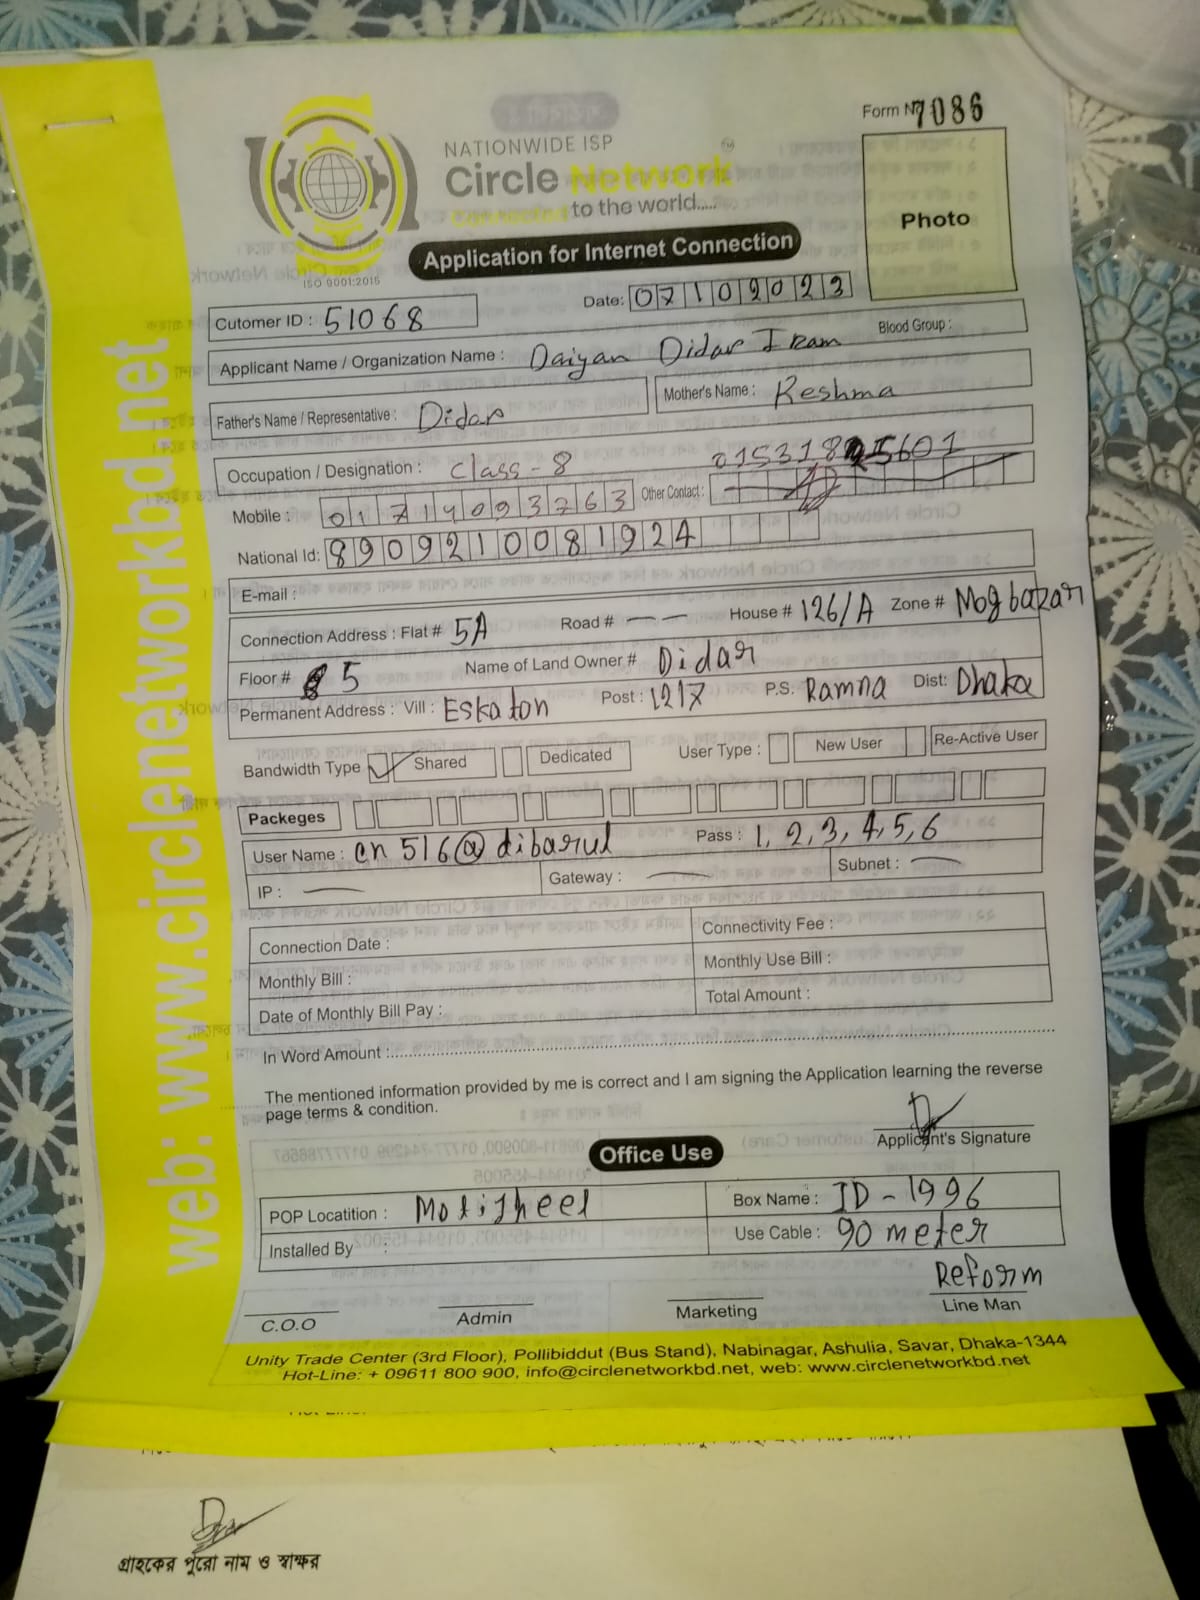 Form № 7086
NATIONWIDE ISP
Circle Network
to the world.....
ISO 9001:2015
Photo
Application for Internet Connection
Date: 07102023
Cutomer ID : 51068
Applicant Name / Organization Name : Daiyan Didar Ikam Blood Group :
Father's Name / Representative : Didar Mother's Name : Reshma
Occupation / Designation : Class - 8
Mobile : 01714093763 Other Contact :
National Id: 8909210081924
E-mail :
Connection Address : Flat # 5A Road # — — House # 126/A Zone # Mogbazar
Floor # 5 Name of Land Owner # Didar
Permanent Address : Vill : Eskaton Post : 1217 P.S. Ramna Dist: Dhaka
Bandwidth Type Shared Dedicated User Type : New User Re-Active User
Packeges
User Name : cn 516@dibarul Pass : 1, 2, 3, 4, 5, 6
IP : — Gateway : — Subnet : —
Connection Date : Connectivity Fee :
Monthly Bill : Monthly Use Bill :
Date of Monthly Bill Pay : Total Amount :
In Word Amount :
The mentioned information provided by me is correct and I am signing the Application learning the reverse
page terms & condition.
Applicant's Signature
Office Use
POP Locatition : Motijheel Box Name : ID - 1996
Installed By : Use Cable : 90 meter
Reform
C.O.O Admin Marketing Line Man
Unity Trade Center (3rd Floor), Pollibiddut (Bus Stand), Nabinagar, Ashulia, Savar, Dhaka-1344
Hot-Line: + 09611 800 900, info@circlenetworkbd.net, web: www.circlenetworkbd.net
web: www.circlenetworkbd.net
গ্রাহকের পুরো নাম ও স্বাক্ষর